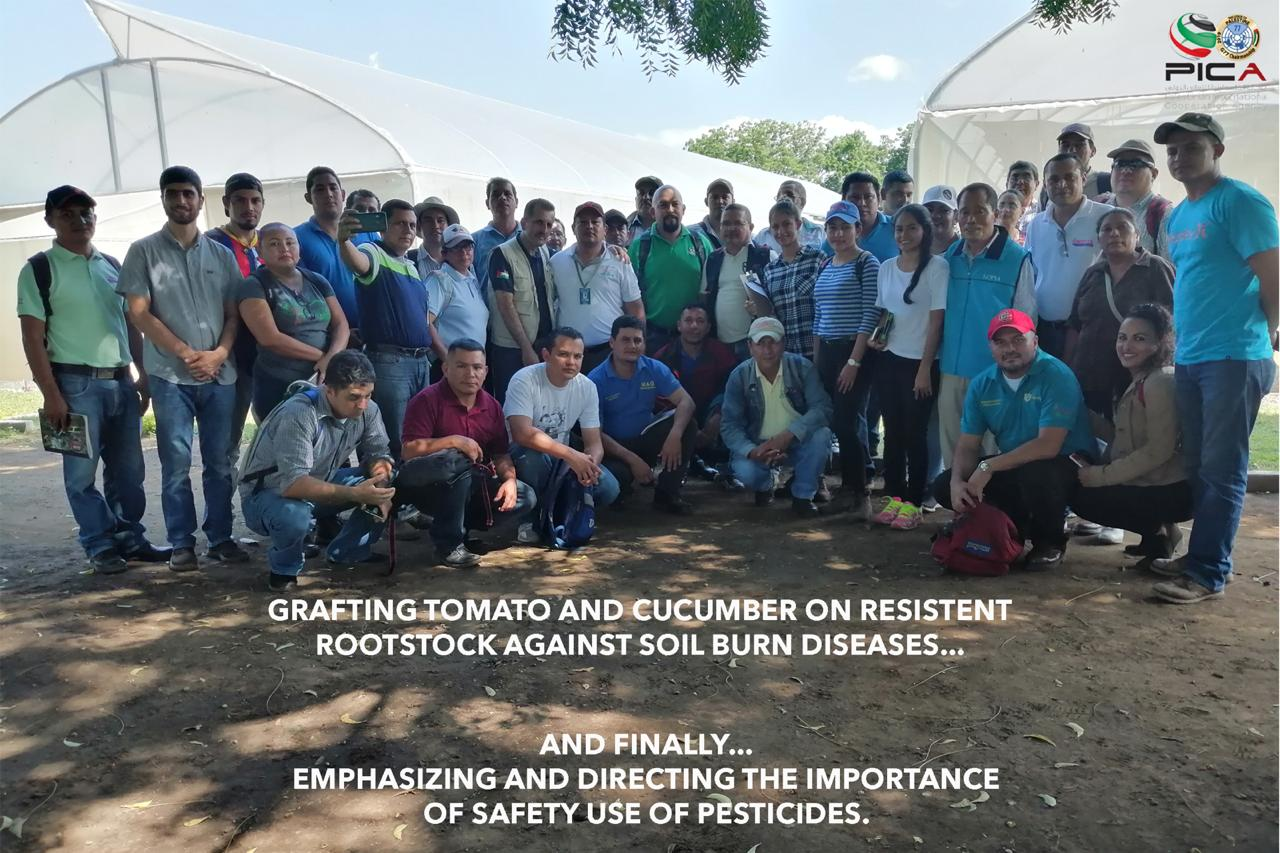 PICA
GRAFTING TOMATO AND CUCUMBER ON RESISTENT
ROOTSTOCK AGAINST SOIL BURN DISEASES...
AND FINALLY...
EMPHASIZING AND DIRECTING THE IMPORTANCE
OF SAFETY USE OF PESTICIDES.